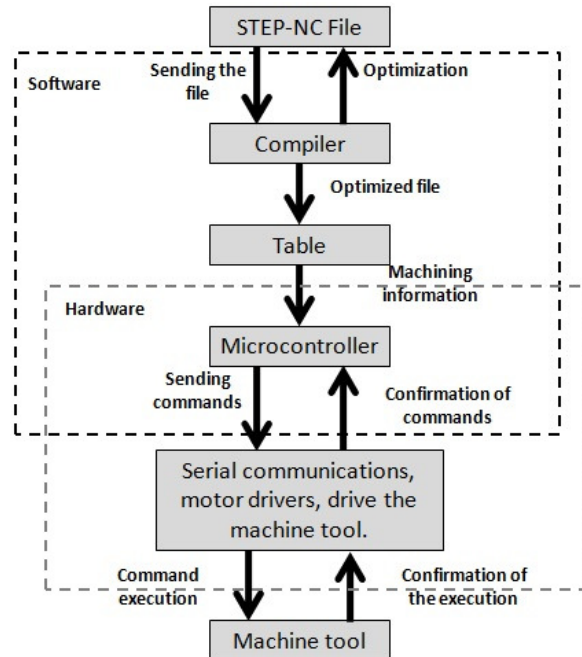 STEP-NC File
Software
Sending the
file
Optimization
Compiler
Optimized file
Table
Machining
information
Hardware
Microcontroller
Sending
commands
Confirmation of
commands
Serial communications,
motor drivers, drive the
machine tool.
Command
execution
Confirmation of
the execution
Machine tool